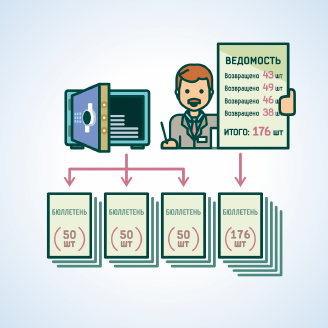 ВЕДОМОСТЬ
Возвращено 43 шт
Возвращено 49 шт
Возвращено 46 шт
Возвращено 38 шт
ИТОГО: 176 шт
БЮЛЛЕТЕНЬ БЮЛЛЕТЕНЬ БЮЛЛЕТЕНЬ БЮЛЛЕТЕНЬ
(50 шт) (50 шт) (50 шт) (176 шт)